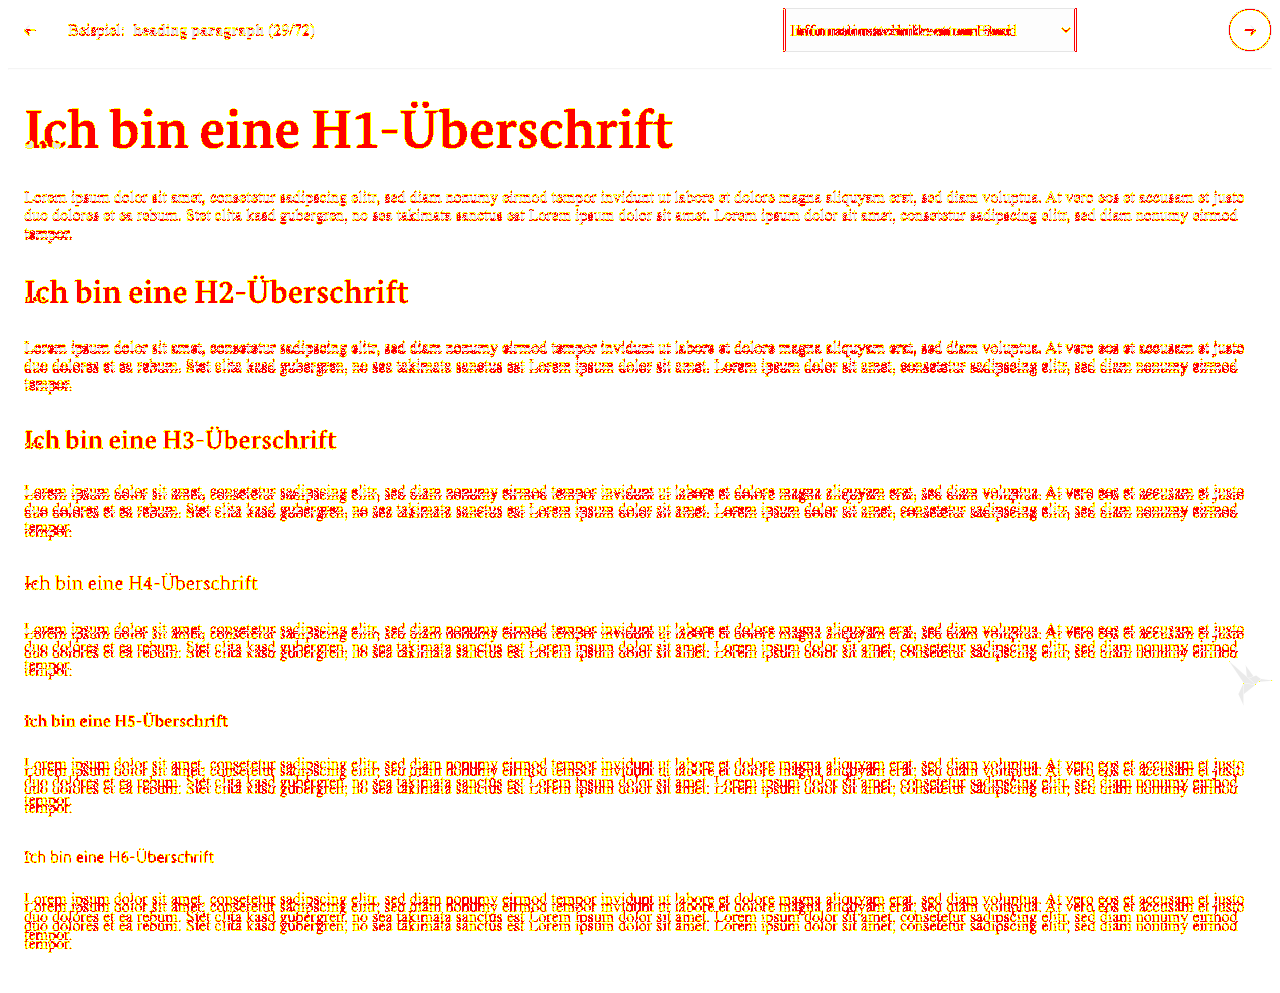 ← Beispiel: Leading paragraph (29/72) →
Ich bin eine H1-Überschrift
Lorem ipsum dolor sit amet, consetetur sadipscing elitr, sed diam nonumy eirmod tempor invidunt ut labore et dolore magna aliquyam erat, sed diam voluptua. At vero eos et accusam et justo
duo dolores et ea rebum. Stet clita kasd gubergren, no sea takimata sanctus est Lorem ipsum dolor sit amet. Lorem ipsum dolor sit amet, consetetur sadipscing elitr, sed diam nonumy eirmod
tempor.
Ich bin eine H2-Überschrift
Lorem ipsum dolor sit amet, consetetur sadipscing elitr, sed diam nonumy eirmod tempor invidunt ut labore et dolore magna aliquyam erat, sed diam voluptua. At vero eos et accusam et justo
duo dolores et ea rebum. Stet clita kasd gubergren, no sea takimata sanctus est Lorem ipsum dolor sit amet. Lorem ipsum dolor sit amet, consetetur sadipscing elitr, sed diam nonumy eirmod
tempor.
Ich bin eine H3-Überschrift
Lorem ipsum dolor sit amet, consetetur sadipscing elitr, sed diam nonumy eirmod tempor invidunt ut labore et dolore magna aliquyam erat, sed diam voluptua. At vero eos et accusam et justo
duo dolores et ea rebum. Stet clita kasd gubergren, no sea takimata sanctus est Lorem ipsum dolor sit amet. Lorem ipsum dolor sit amet, consetetur sadipscing elitr, sed diam nonumy eirmod
tempor.
Ich bin eine H4-Überschrift
Lorem ipsum dolor sit amet, consetetur sadipscing elitr, sed diam nonumy eirmod tempor invidunt ut labore et dolore magna aliquyam erat, sed diam voluptua. At vero eos et accusam et justo
duo dolores et ea rebum. Stet clita kasd gubergren, no sea takimata sanctus est Lorem ipsum dolor sit amet. Lorem ipsum dolor sit amet, consetetur sadipscing elitr, sed diam nonumy eirmod
tempor.
Ich bin eine H5-Überschrift
Lorem ipsum dolor sit amet, consetetur sadipscing elitr, sed diam nonumy eirmod tempor invidunt ut labore et dolore magna aliquyam erat, sed diam voluptua. At vero eos et accusam et justo
duo dolores et ea rebum. Stet clita kasd gubergren, no sea takimata sanctus est Lorem ipsum dolor sit amet. Lorem ipsum dolor sit amet, consetetur sadipscing elitr, sed diam nonumy eirmod
tempor.
Ich bin eine H6-Überschrift
Lorem ipsum dolor sit amet, consetetur sadipscing elitr, sed diam nonumy eirmod tempor invidunt ut labore et dolore magna aliquyam erat, sed diam voluptua. At vero eos et accusam et justo
duo dolores et ea rebum. Stet clita kasd gubergren, no sea takimata sanctus est Lorem ipsum dolor sit amet. Lorem ipsum dolor sit amet, consetetur sadipscing elitr, sed diam nonumy eirmod
tempor.